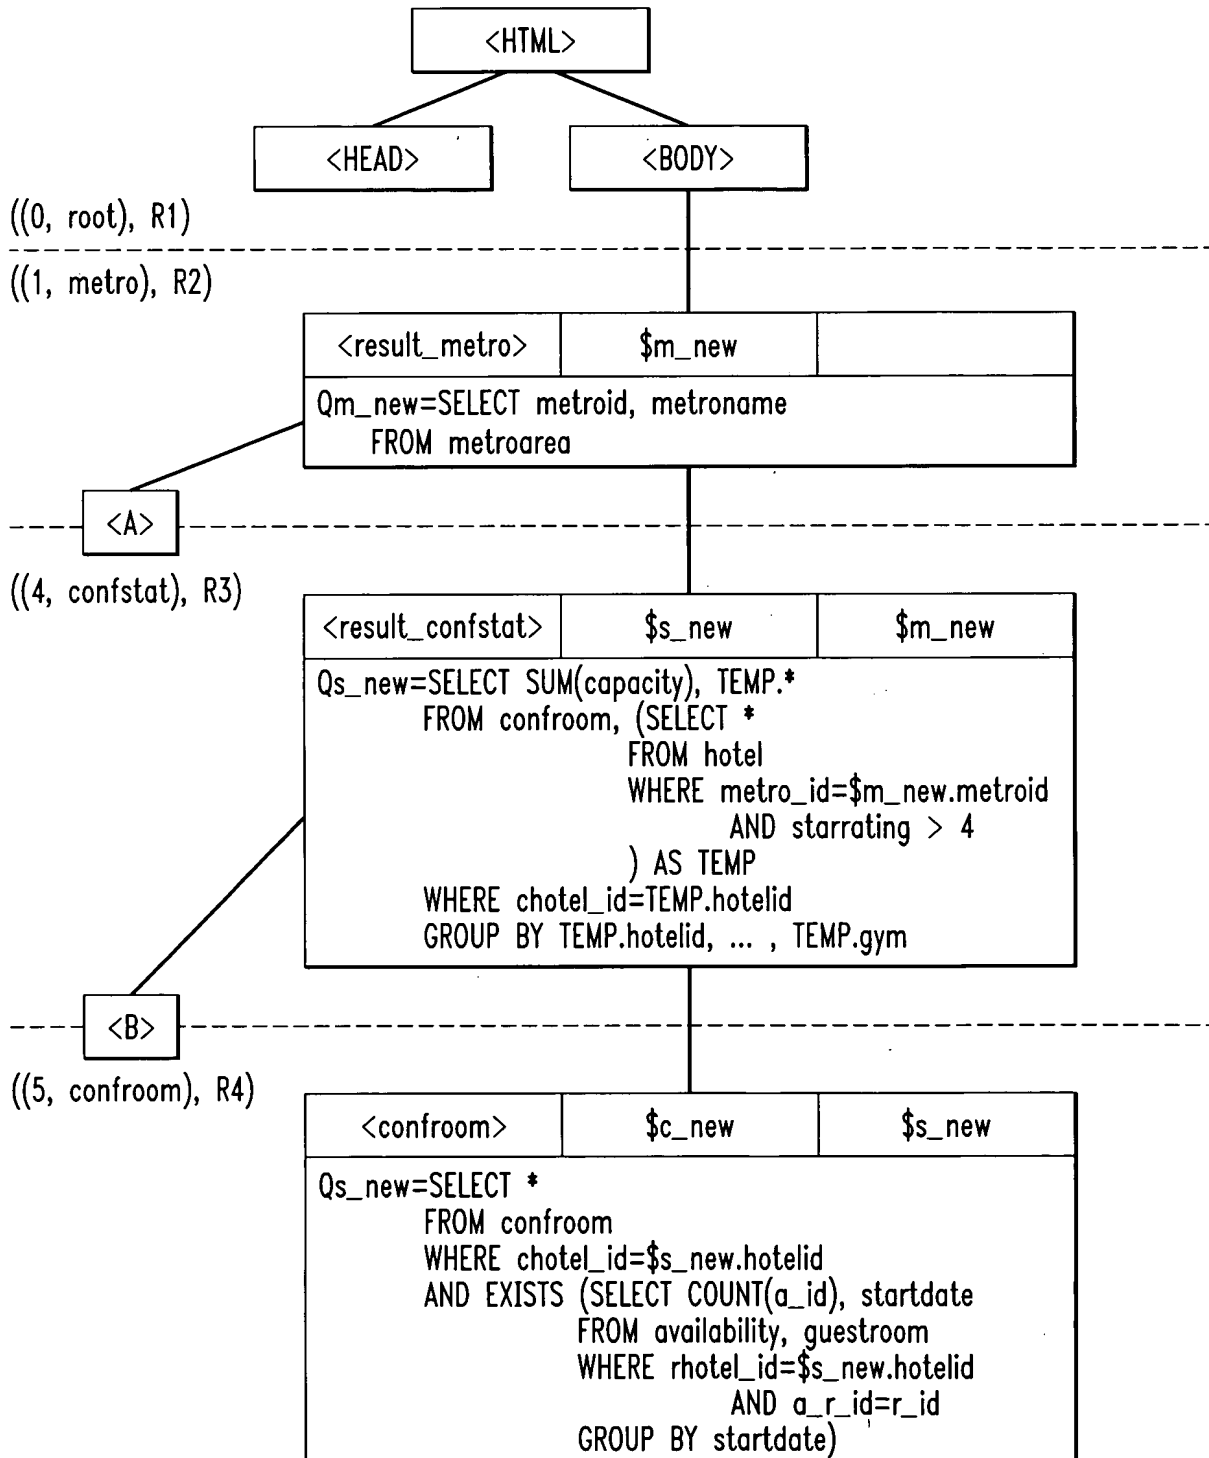 <HTML>
<HEAD>
<BODY>
((0, root), R1)
((1, metro), R2)
<result_metro> $m_new
Qm_new=SELECT metroid, metroname
FROM metroarea
<A>
((4, confstat), R3)
<result_confstat> $s_new $m_new
Qs_new=SELECT SUM(capacity), TEMP.*
FROM confroom, (SELECT *
FROM hotel
WHERE metro_id=$m_new.metroid
AND starrating > 4
) AS TEMP
WHERE chotel_id=TEMP.hotelid
GROUP BY TEMP.hotelid, ... , TEMP.gym
<B>
((5, confroom), R4)
<confroom> $c_new $s_new
Qs_new=SELECT *
FROM confroom
WHERE chotel_id=$s_new.hotelid
AND EXISTS (SELECT COUNT(a_id), startdate
FROM availability, guestroom
WHERE rhotel_id=$s_new.hotelid
AND a_r_id=r_id
GROUP BY startdate)